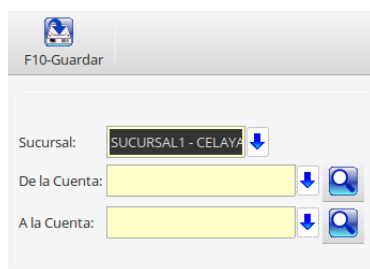 F10-Guardar
Sucursal: SUCURSAL1 - CELAYA
De la Cuenta:
A la Cuenta: